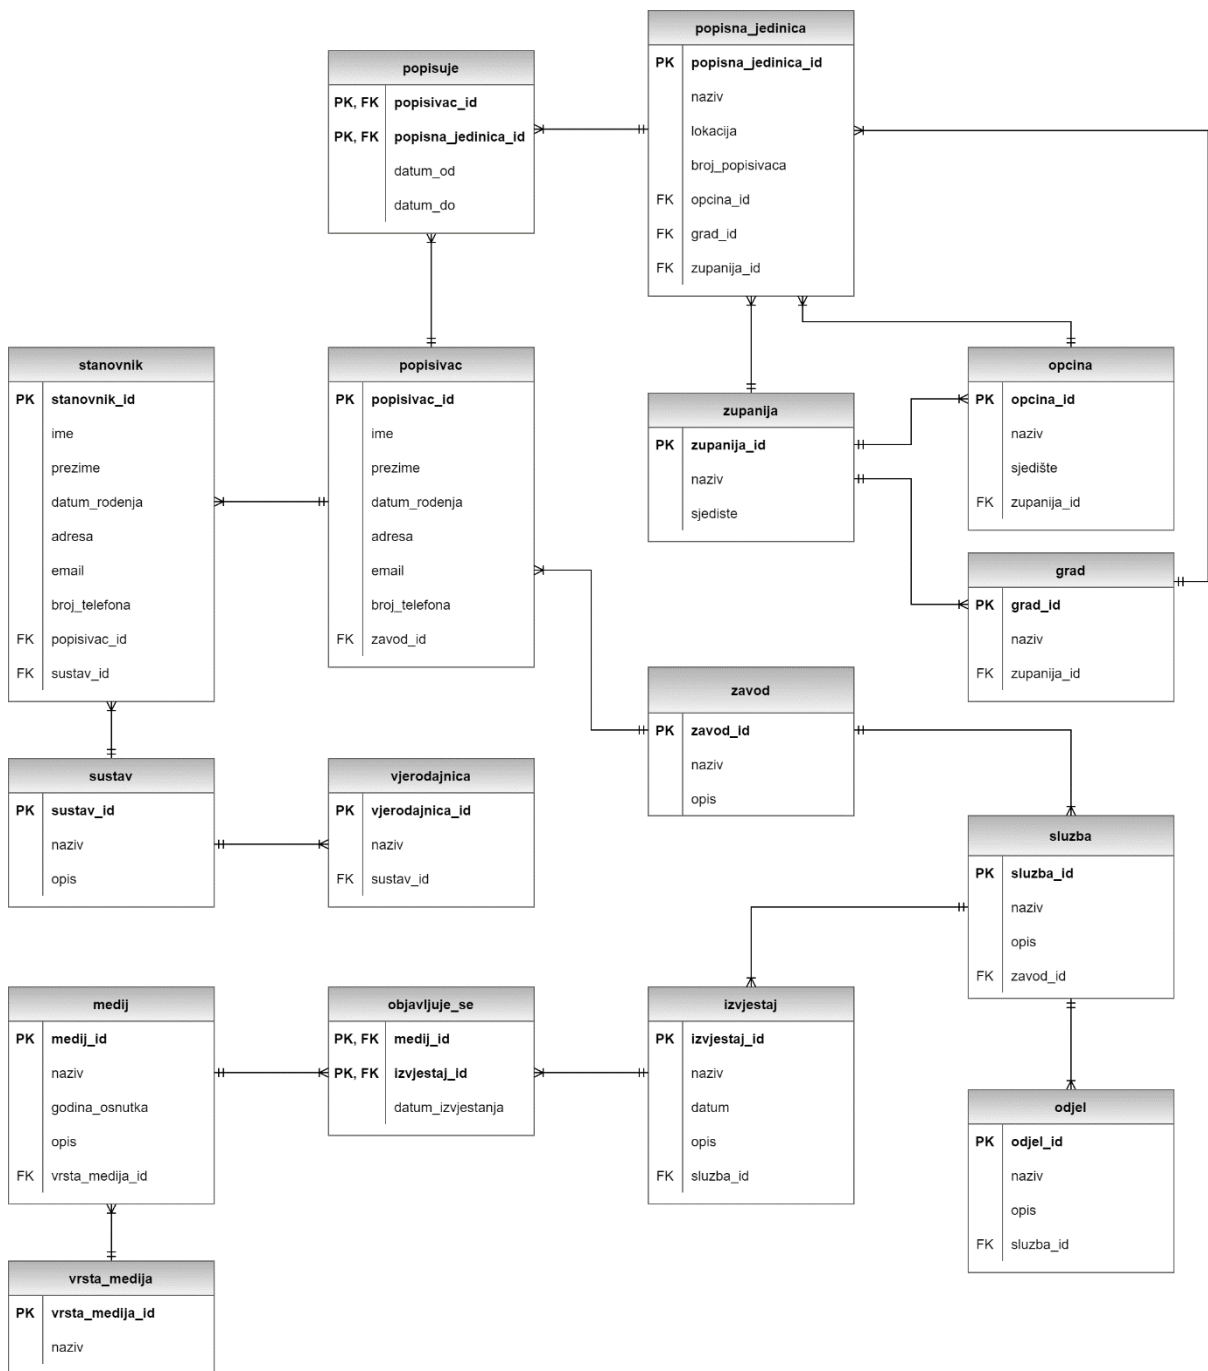 popisuje
PK, FK popisivac_id
PK, FK popisna_jedinica_id
datum_od
datum_do
popisna_jedinica
PK popisna_jedinica_id
naziv
lokacija
broj_popisivaca
FK opcina_id
FK grad_id
FK zupanija_id
stanovnik
PK stanovnik_id
ime
prezime
datum_rodenja
adresa
email
broj_telefona
FK popisivac_id
FK sustav_id
popisivac
PK popisivac_id
ime
prezime
datum_rodenja
adresa
email
broj_telefona
FK zavod_id
zupanija
PK zupanija_id
naziv
sjediste
opcina
PK opcina_id
naziv
sjedište
FK zupanija_id
grad
PK grad_id
naziv
FK zupanija_id
zavod
PK zavod_id
naziv
opis
sustav
PK sustav_id
naziv
opis
vjerodajnica
PK vjerodajnica_id
naziv
FK sustav_id
sluzba
PK sluzba_id
naziv
opis
FK zavod_id
medij
PK medij_id
naziv
godina_osnutka
opis
FK vrsta_medija_id
objavljuje_se
PK, FK medij_id
PK, FK izvjestaj_id
datum_izvjestanja
izvjestaj
PK izvjestaj_id
naziv
datum
opis
FK sluzba_id
odjel
PK odjel_id
naziv
opis
FK sluzba_id
vrsta_medija
PK vrsta_medija_id
naziv